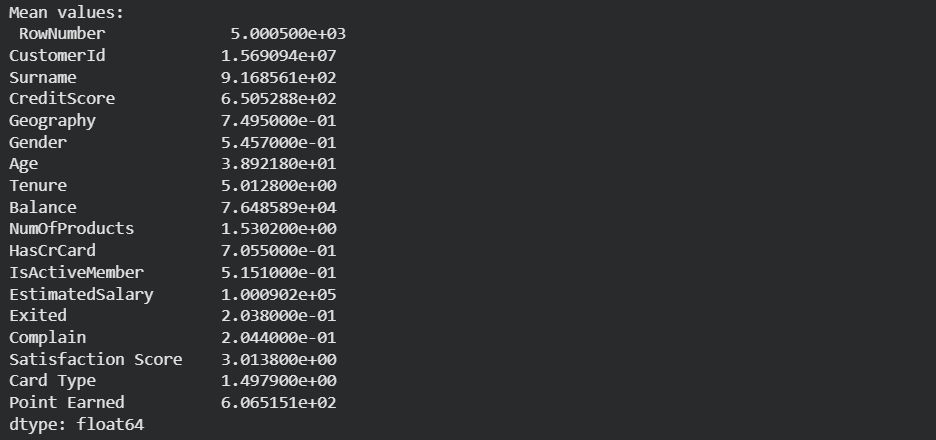 Mean values:
RowNumber 5.000500e+03
CustomerId 1.569094e+07
Surname 9.168561e+02
CreditScore 6.505288e+02
Geography 7.495000e-01
Gender 5.457000e-01
Age 3.892180e+01
Tenure 5.012800e+00
Balance 7.648589e+04
NumOfProducts 1.530200e+00
HasCrCard 7.055000e-01
IsActiveMember 5.151000e-01
EstimatedSalary 1.000902e+05
Exited 2.038000e-01
Complain 2.044000e-01
Satisfaction Score 3.013800e+00
Card Type 1.497900e+00
Point Earned 6.065151e+02
dtype: float64